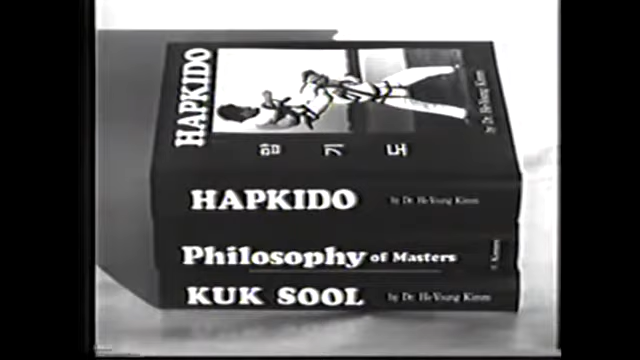 HAPKIDO
by Dr. He-Young Kimm
합 기 도
HAPKIDO by Dr. He-Young Kimm
Philosophy of Masters
KUK SOOL by Dr. He-Young Kimm